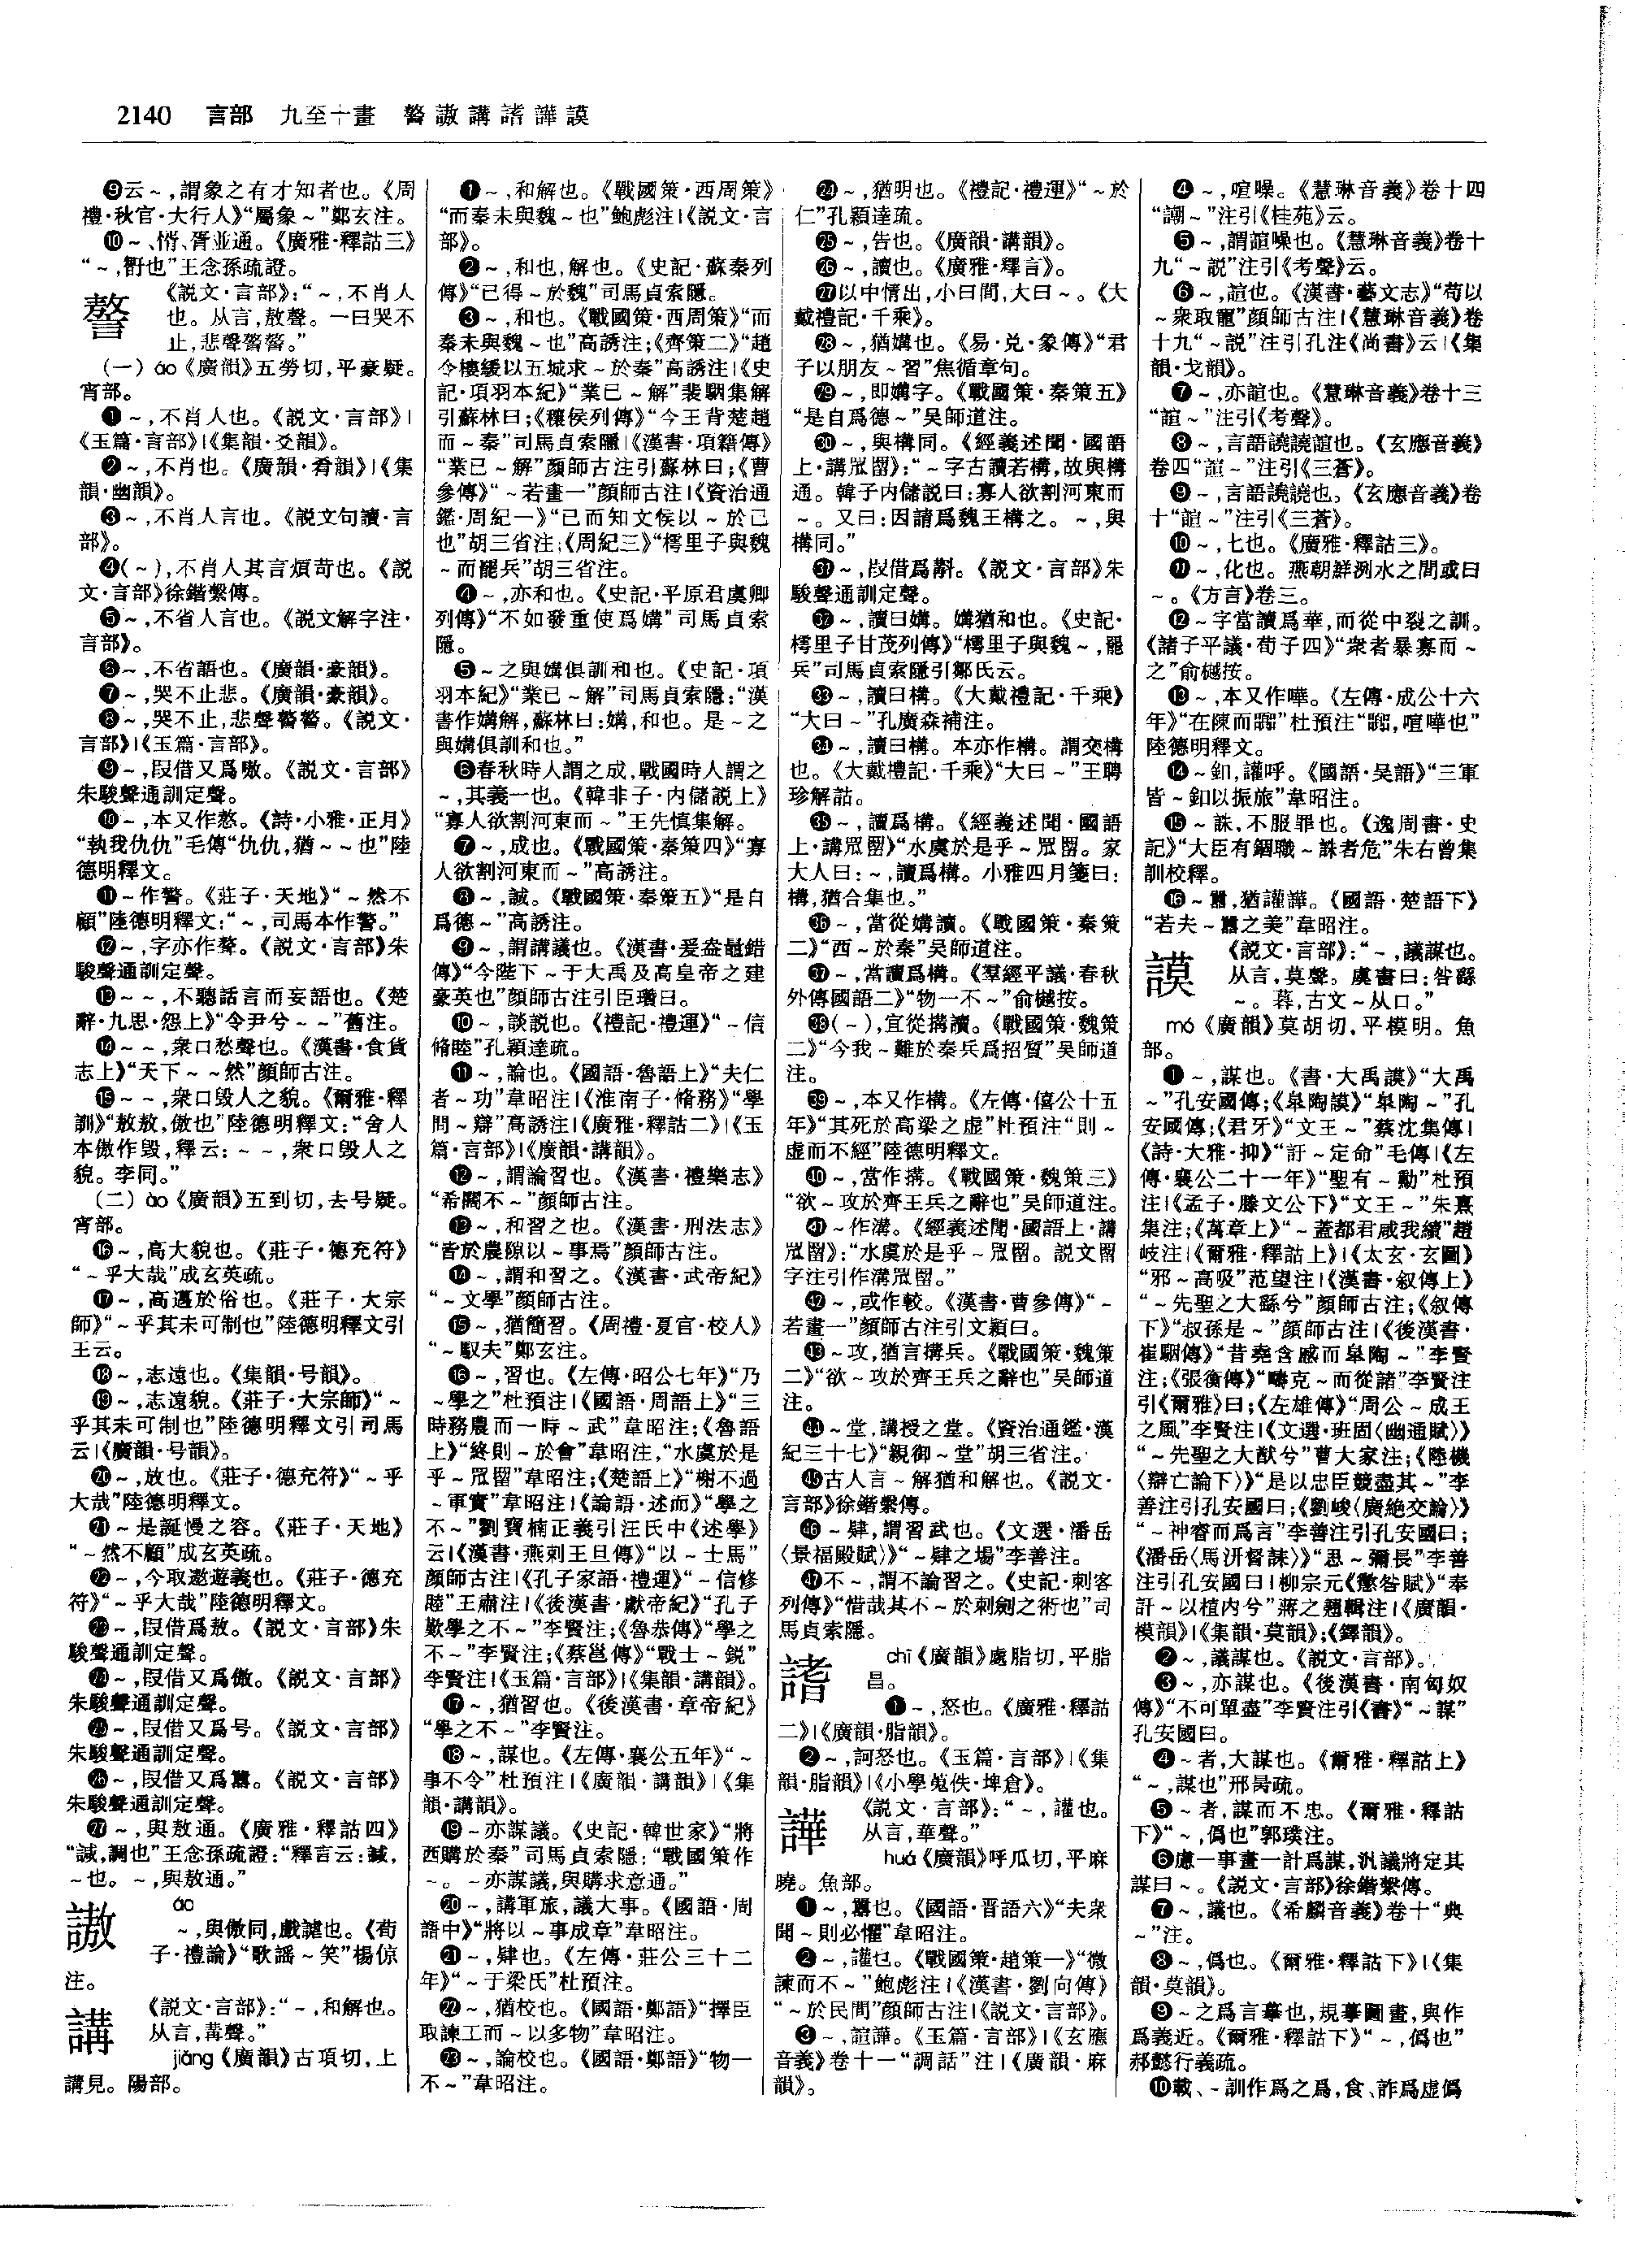 2140 言部 九至十畫 謷謸講諸譁謨
❾云～,謂象之有才知者也。《周
禮·秋官·大行人》“屬象～”鄭玄注。
❿～、惰、胥並通。《廣雅·釋詁三》
“～,㣿也”王念孫疏證。
謷
《説文·言部》:“～,不肖人
也。从言,敖聲。一曰哭不
止,悲聲謷謷。”
(一) áo《廣韻》五勞切,平豪疑。
宵部。
❶～,不肖人也。《説文·言部》|
《玉篇·言部》|《集韻·爻韻》。
❷～,不肖也。《廣韻·肴韻》|《集
韻·幽韻》。
❸～,不肖人言也。《説文句讀·言
部》。
❹(～),不肖人其言煩苛也。《説
文·言部》徐鍇繫傳。
❺～,不省人言也。《説文解字注·
言部》。
❻～,不省語也。《廣韻·豪韻》。
❼～,哭不止悲。《廣韻·豪韻》。
❽～,哭不止,悲聲謷謷。《説文·
言部》|《玉篇·言部》。
❾～,叚借又爲嗷。《説文·言部》
朱駿聲通訓定聲。
❿～,本又作憗。《詩·小雅·正月》
“執我仇仇”毛傳“仇仇,猶～～也”陸
德明釋文。
⓫～作警。《莊子·天地》“～然不
顧”陸德明釋文:“～,司馬本作警。”
⓬～,字亦作聱。《説文·言部》朱
駿聲通訓定聲。
⓭～～,不聽話言而妄語也。《楚
辭·九思·怨上》“令尹兮～～”舊注。
⓮～～,衆口愁聲也。《漢書·食貨
志上》“天下～～然”顔師古注。
⓯～～,衆口毁人之貌。《爾雅·釋
訓》“敖敖,傲也”陸德明釋文:“舍人
本傲作毁,釋云:～～,衆口毁人之
貌。李同。”
(二) ào《廣韻》五到切,去号疑。
宵部。
⓰～,高大貌也。《莊子·德充符》
“～乎大哉”成玄英疏。
⓱～,高邁於俗也。《莊子·大宗
師》“～乎其未可制也”陸德明釋文引
王云。
⓲～,志遠也。《集韻·号韻》。
⓳～,志遠貌。《莊子·大宗師》“～
乎其未可制也”陸德明釋文引司馬
云|《廣韻·号韻》。
⓴～,放也。《莊子·德充符》“～乎
大哉”陸德明釋文。
㉑～是誕慢之容。《莊子·天地》
“～然不顧”成玄英疏。
㉒～,今取遨遊義也。《莊子·德充
符》“～乎大哉”陸德明釋文。
㉓～,叚借爲敖。《説文·言部》朱
駿聲通訓定聲。
㉔～,叚借又爲傲。《説文·言部》
朱駿聲通訓定聲。
㉕～,叚借又爲号。《説文·言部》
朱駿聲通訓定聲。
㉖～,叚借又爲囂。《説文·言部》
朱駿聲通訓定聲。
㉗～,與敖通。《廣雅·釋詁四》
“諴,調也”王念孫疏證:“釋言云:諴,
～也。～,與敖通。”
謸
áo
～,與傲同,戲謔也。《荀
子·禮論》“歌謡～笑”楊倞
注。
講
《説文·言部》:“～,和解也。
从言,冓聲。”
jiǎng《廣韻》古項切,上
講見。陽部。
❶～,和解也。《戰國策·西周策》
“而秦未與魏～也”鮑彪注|《説文·言
部》。
❷～,和也,解也。《史記·蘇秦列
傳》“已得～於魏”司馬貞索隱。
❸～,和也。《戰國策·西周策》“而
秦未與魏～也”高誘注;《齊策二》“趙
令樓緩以五城求～於秦”高誘注|《史
記·項羽本紀》“業已～解”裴駰集解
引蘇林曰;《穰侯列傳》“今王背楚趙
而～秦”司馬貞索隱|《漢書·項籍傳》
“業已～解”顔師古注引蘇林曰;《曹
參傳》“～若畫一”顔師古注|《資治通
鑑·周紀一》“已而知文侯以～於己
也”胡三省注;《周紀三》“樗里子與魏
～而罷兵”胡三省注。
❹～,亦和也。《史記·平原君虞卿
列傳》“不如發重使爲媾”司馬貞索
隱。
❺～之與媾俱訓和也。《史記·項
羽本紀》“業已～解”司馬貞索隱:“漢
書作媾解,蘇林曰:媾,和也。是～之
與媾俱訓和也。”
❻春秋時人謂之成,戰國時人謂之
～,其義一也。《韓非子·内儲説上》
“寡人欲割河東而～”王先慎集解。
❼～,成也。《戰國策·秦策四》“寡
人欲割河東而～”高誘注。
❽～,誠。《戰國策·秦策五》“是自
爲德～”高誘注。
❾～,謂講議也。《漢書·爰盎鼂錯
傳》“今陛下～于大禹及高皇帝之建
豪英也”顔師古注引臣瓚曰。
❿～,談説也。《禮記·禮運》“～信
脩睦”孔穎達疏。
⓫～,論也。《國語·魯語上》“夫仁
者～功”韋昭注|《淮南子·脩務》“學
問～辯”高誘注|《廣雅·釋詁二》|《玉
篇·言部》|《廣韻·講韻》。
⓬～,謂論習也。《漢書·禮樂志》
“希闊不～”顔師古注。
⓭～,和習之也。《漢書·刑法志》
“皆於農隙以～事焉”顔師古注。
⓮～,謂和習之。《漢書·武帝紀》
“～文學”顔師古注。
⓯～,猶簡習。《周禮·夏官·校人》
“～馭夫”鄭玄注。
⓰～,習也。《左傳·昭公七年》“乃
～學之”杜預注|《國語·周語上》“三
時務農而一時～武”韋昭注;《魯語
上》“終則～於會”韋昭注,“水虞於是
乎～罛罶”韋昭注;《楚語上》“榭不過
～軍實”韋昭注|《論語·述而》“學之
不～”劉寶楠正義引汪氏中《述學》
云|《漢書·燕剌王旦傳》“以～士馬”
顔師古注|《孔子家語·禮運》“～信修
睦”王肅注|《後漢書·獻帝紀》“孔子
歎學之不～”李賢注;《魯恭傳》“學之
不～”李賢注;《蔡邕傳》“戰士～鋭”
李賢注|《玉篇·言部》|《集韻·講韻》。
⓱～,猶習也。《後漢書·章帝紀》
“學之不～”李賢注。
⓲～,謀也。《左傳·襄公五年》“～
事不令”杜預注|《廣韻·講韻》|《集
韻·講韻》。
⓳～亦謀議。《史記·韓世家》“將
西購於秦”司馬貞索隱:“戰國策作
～。～亦謀議,與購求意通。”
⓴～,講軍旅,議大事。《國語·周
語中》“將以～事成章”韋昭注。
㉑～,肄也。《左傳·莊公三十二
年》“～于梁氏”杜預注。
㉒～,猶校也。《國語·鄭語》“擇臣
取諫工而～以多物”韋昭注。
㉓～,論校也。《國語·鄭語》“物一
不～”韋昭注。
㉔～,猶明也。《禮記·禮運》“～於
仁”孔穎達疏。
㉕～,告也。《廣韻·講韻》。
㉖～,讀也。《廣雅·釋言》。
㉗以中情出,小曰間,大曰～。《大
戴禮記·千乘》。
㉘～,猶媾也。《易·兑·象傳》“君
子以朋友～習”焦循章句。
㉙～,即媾字。《戰國策·秦策五》
“是自爲德～”吴師道注。
㉚～,與構同。《經義述聞·國語
上·講罛罶》:“～字古讀若構,故與構
通。韓子内儲説曰:寡人欲割河東而
～。又曰:因請爲魏王構之。～,與
構同。”
㉛～,叚借爲斠。《説文·言部》朱
駿聲通訓定聲。
㉜～,讀曰媾。媾猶和也。《史記·
樗里子甘茂列傳》“樗里子與魏～,罷
兵”司馬貞索隱引鄒氏云。
㉝～,讀曰構。《大戴禮記·千乘》
“大曰～”孔廣森補注。
㉞～,讀曰構。本亦作構。謂交構
也。《大戴禮記·千乘》“大曰～”王聘
珍解詁。
㉟～,讀爲構。《經義述聞·國語
上·講罛罶》“水虞於是乎～罛罶。家
大人曰:～,讀爲構。小雅四月箋曰:
構,猶合集也。”
㊱～,當從媾讀。《戰國策·秦策
二》“西～於秦”吴師道注。
㊲～,當讀爲構。《羣經平議·春秋
外傳國語二》“物一不～”俞樾按。
㊳(～),宜從搆讀。《戰國策·魏策
二》“今我～難於秦兵爲招質”吴師道
注。
㊴～,本又作構。《左傳·僖公十五
年》“其死於高梁之虚”杜預注“則～
虚而不經”陸德明釋文。
㊵～,當作搆。《戰國策·魏策三》
“欲～攻於齊王兵之辭也”吴師道注。
㊶～作溝。《經義述聞·國語上·講
罛罶》:“水虞於是乎～罛罶。説文罶
字注引作溝罛罶。”
㊷～,或作較。《漢書·曹參傳》“～
若畫一”顔師古注引文穎曰。
㊸～攻,猶言搆兵。《戰國策·魏策
二》“欲～攻於齊王兵之辭也”吴師道
注。
㊹～堂,講授之堂。《資治通鑑·漢
紀三十七》“親御～堂”胡三省注。
㊺古人言～解猶和解也。《説文·
言部》徐鍇繫傳。
㊻～肄,謂習武也。《文選·潘岳
〈景福殿賦〉》“～肄之場”李善注。
㊼不～,謂不論習之。《史記·刺客
列傳》“惜哉其不～於刺劍之術也”司
馬貞索隱。
諸
chī《廣韻》處脂切,平脂
昌。
❶～,怒也。《廣雅·釋詁
二》|《廣韻·脂韻》。
❷～,訶怒也。《玉篇·言部》|《集
韻·脂韻》|《小學蒐佚·埤倉》。
譁
《説文·言部》:“～,讙也。
从言,華聲。”
huá《廣韻》呼瓜切,平麻
曉。魚部。
❶～,囂也。《國語·晋語六》“夫衆
聞～則必懼”韋昭注。
❷～,讙也。《戰國策·趙策一》“微
諫而不～”鮑彪注|《漢書·劉向傳》
“～於民間”顔師古注|《説文·言部》。
❸～,諠譁。《玉篇·言部》|《玄應
音義》卷十一“調話”注|《廣韻·麻
韻》。
❹～,喧噪。《慧琳音義》卷十四
“讕～”注引《桂苑》云。
❺～,謂諠噪也。《慧琳音義》卷十
九“～説”注引《考聲》云。
❻～,諠也。《漢書·藝文志》“苟以
～衆取寵”顔師古注|《慧琳音義》卷
十九“～説”注引孔注《尚書》云|《集
韻·戈韻》。
❼～,亦諠也。《慧琳音義》卷十三
“諠～”注引《考聲》。
❽～,言語譊譊諠也。《玄應音義》
卷四“諠～”注引《三蒼》。
❾～,言語譊譊也。《玄應音義》卷
十“諠～”注引《三蒼》。
❿～,七也。《廣雅·釋詁三》。
⓫～,化也。燕朝鮮洌水之間或曰
～。《方言》卷三。
⓬～字當讀爲華,而從中裂之訓。
《諸子平議·荀子四》“衆者暴寡而～
之”俞樾按。
⓭～,本又作嘩。《左傳·成公十六
年》“在陳而嚻”杜預注“嚻,喧嘩也”
陸德明釋文。
⓮～釦,讙呼。《國語·吴語》“三軍
皆～釦以振旅”韋昭注。
⓯～誅,不服罪也。《逸周書·史
記》“大臣有錮職～誅者危”朱右曾集
訓校釋。
⓰～囂,猶讙譁。《國語·楚語下》
“若夫～囂之美”韋昭注。
謨
《説文·言部》:“～,議謀也。
从言,莫聲。虞書曰:咎繇
～。暮,古文～从口。”
mó《廣韻》莫胡切,平模明。魚
部。
❶～,謀也。《書·大禹謨》“大禹
～”孔安國傳;《皋陶謨》“皋陶～”孔
安國傳;《君牙》“文王～”蔡沈集傳|
《詩·大雅·抑》“訏～定命”毛傳|《左
傳·襄公二十一年》“聖有～勳”杜預
注|《孟子·滕文公下》“文王～”朱熹
集注;《萬章上》“～蓋都君咸我績”趙
岐注|《爾雅·釋詁上》|《太玄·玄圖》
“邪～高吸”范望注|《漢書·叙傳上》
“～先聖之大繇兮”顔師古注;《叙傳
下》“叔孫是～”顔師古注|《後漢書·
崔駰傳》“昔堯含慼而皋陶～”李賢
注;《張衡傳》“疇克～而從諸”李賢注
引《爾雅》曰;《左雄傳》“周公～成王
之風”李賢注|《文選·班固〈幽通賦〉》
“～先聖之大猷兮”曹大家注;《陸機
〈辯亡論下〉》“是以忠臣競盡其～”李
善注引孔安國曰;《劉峻〈廣絶交論〉》
“～神睿而爲言”李善注引孔安國曰;
《潘岳〈馬汧督誄〉》“思～彌長”李善
注引孔安國曰|柳宗元《懲咎賦》“奉
訏～以植内兮”蔣之翹輯注|《廣韻·
模韻》|《集韻·莫韻》;《鐸韻》。
❷～,議謀也。《説文·言部》。
❸～,亦謀也。《後漢書·南匈奴
傳》“不可單盡”李賢注引《書》“～謀”
孔安國曰。
❹～者,大謀也。《爾雅·釋詁上》
“～,謀也”邢昺疏。
❺～者,謀而不忠。《爾雅·釋詁
下》“～,僞也”郭璞注。
❻慮一事畫一計爲謀,汎議將定其
謀曰～。《説文·言部》徐鍇繫傳。
❼～,議也。《希麟音義》卷十“典
～”注。
❽～,僞也。《爾雅·釋詁下》|《集
韻·莫韻》。
❾～之爲言摹也,規摹圖畫,與作
爲義近。《爾雅·釋詁下》“～,僞也”
郝懿行義疏。
❿載、～訓作爲之爲,食、詐爲虚僞